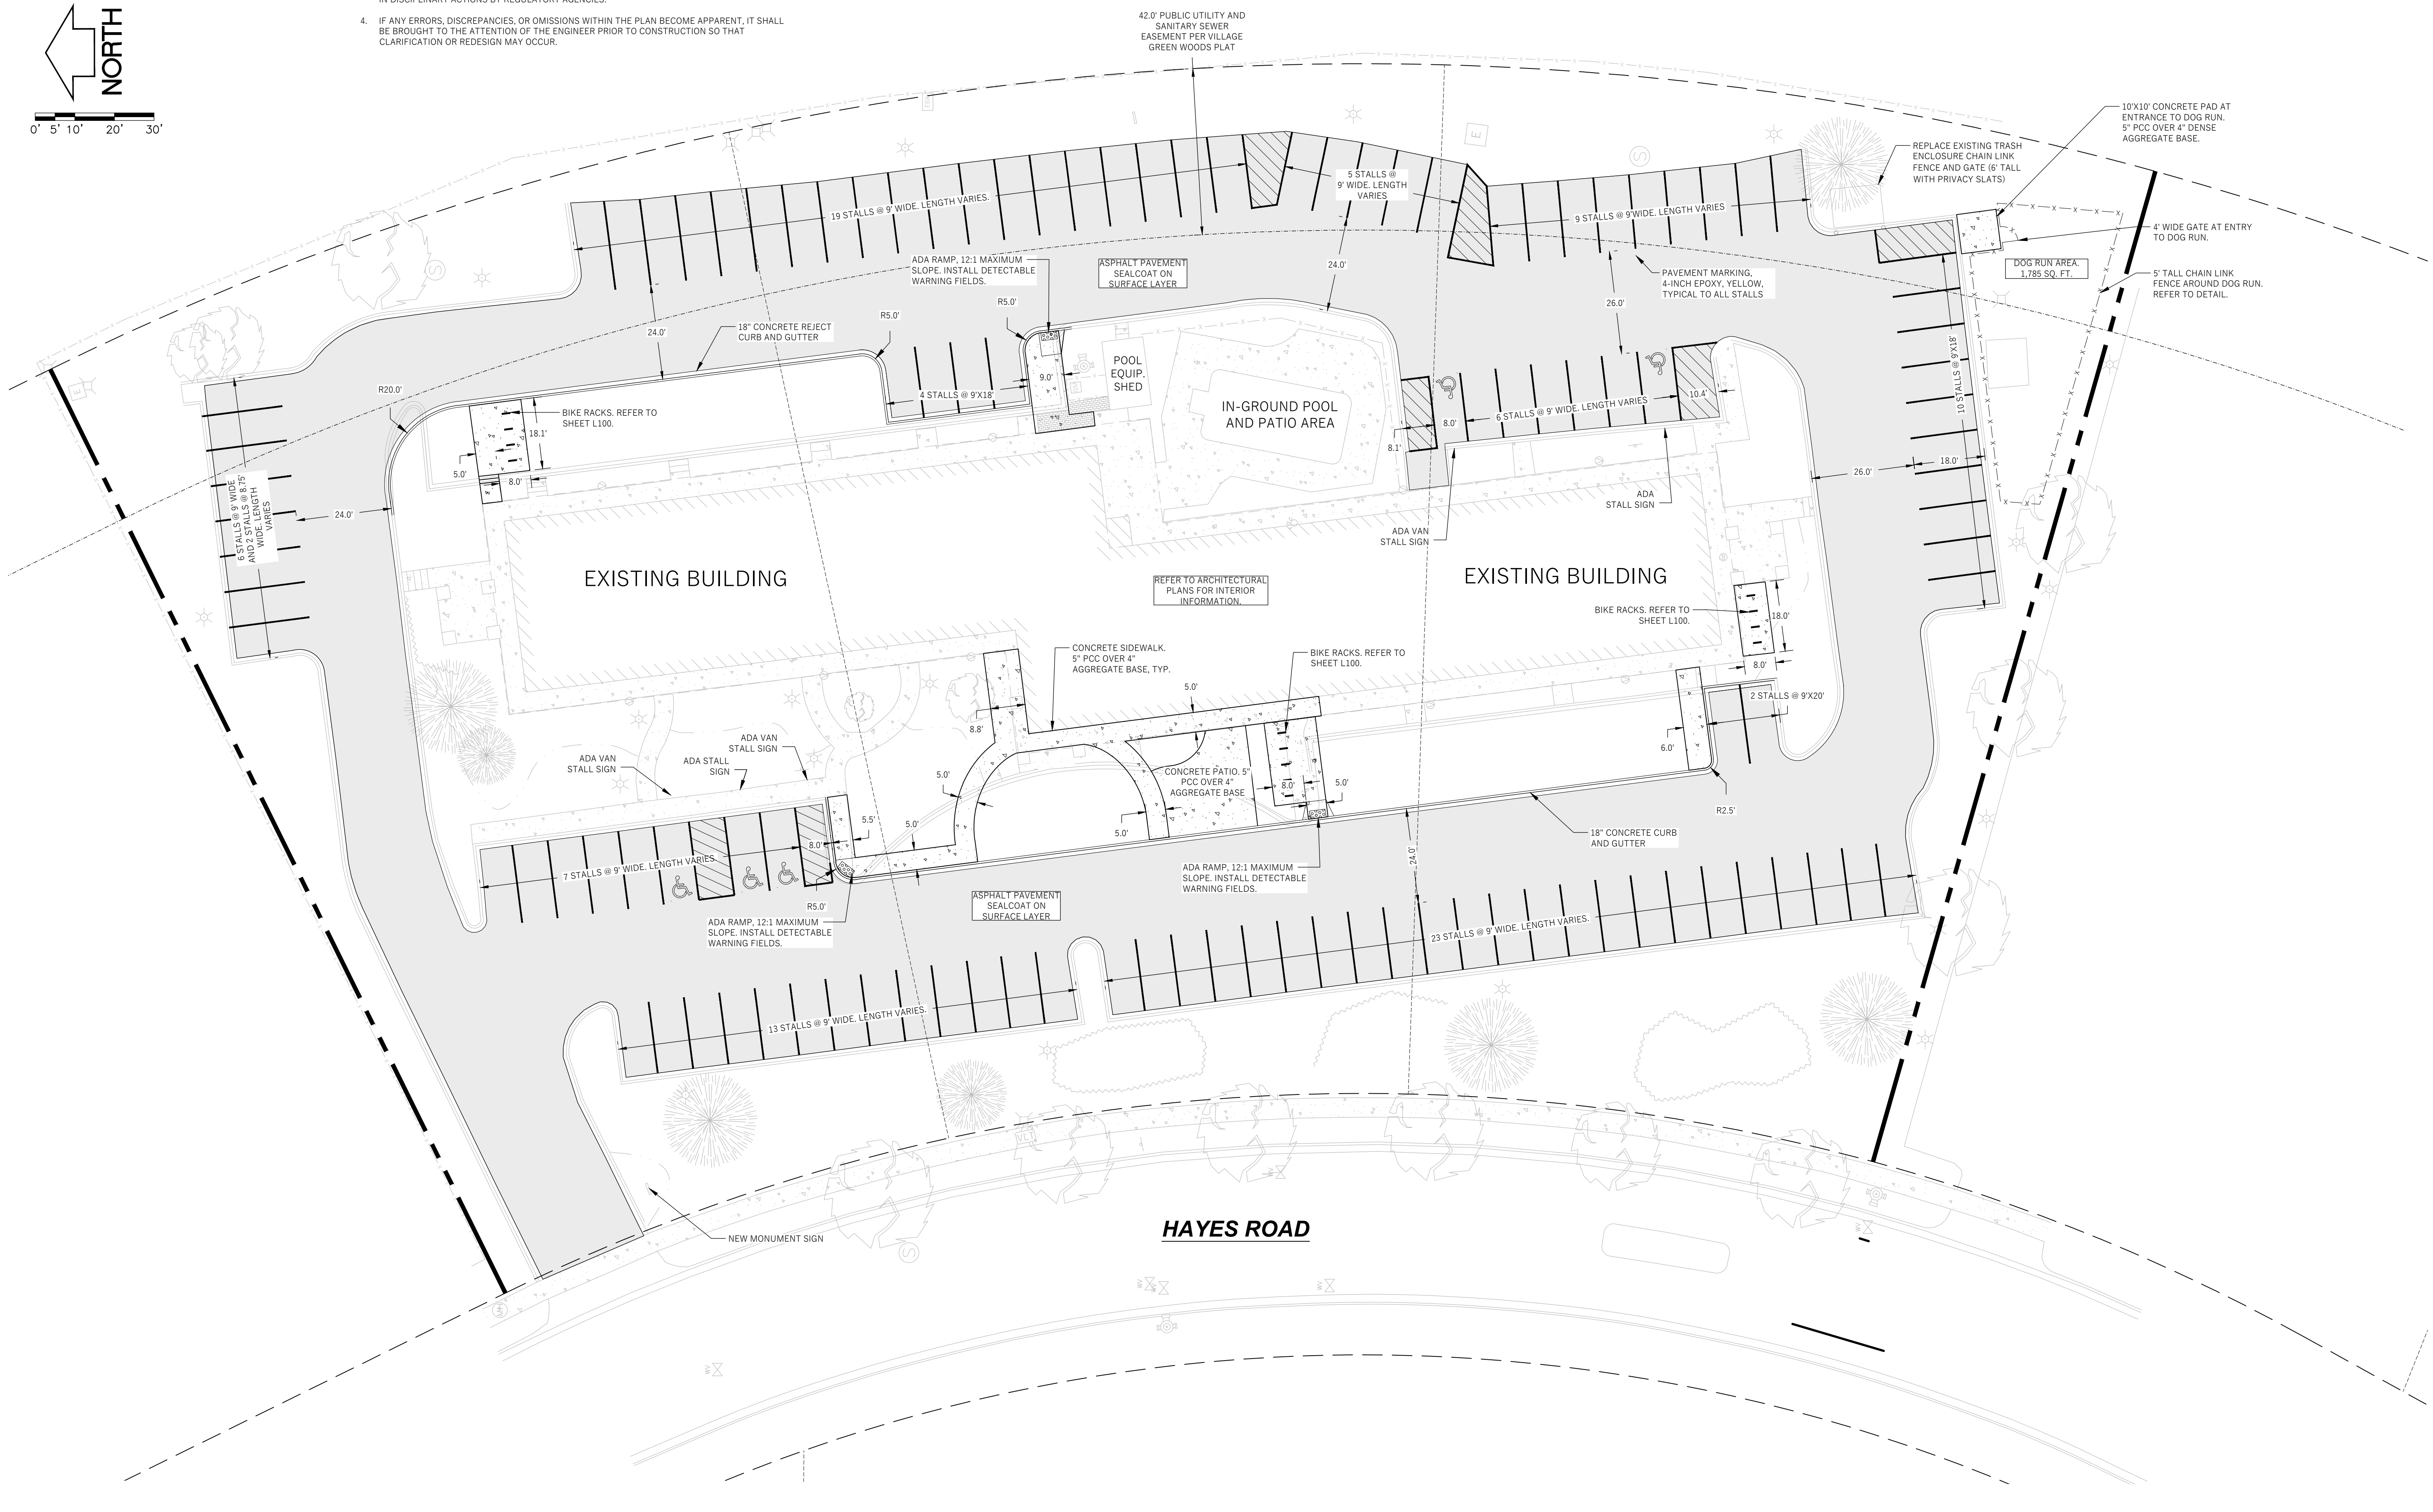 IN DISCIPLINARY ACTIONS BY REGULATORY AGENCIES.
4. IF ANY ERRORS, DISCREPANCIES, OR OMISSIONS WITHIN THE PLAN BECOME APPARENT, IT SHALL
BE BROUGHT TO THE ATTENTION OF THE ENGINEER PRIOR TO CONSTRUCTION SO THAT
CLARIFICATION OR REDESIGN MAY OCCUR.
NORTH
0' 5' 10' 20' 30'
42.0' PUBLIC UTILITY AND
SANITARY SEWER
EASEMENT PER VILLAGE
GREEN WOODS PLAT
10'X10' CONCRETE PAD AT
ENTRANCE TO DOG RUN.
5" PCC OVER 4" DENSE
AGGREGATE BASE.
REPLACE EXISTING TRASH
ENCLOSURE CHAIN LINK
FENCE AND GATE (6' TALL
WITH PRIVACY SLATS)
4' WIDE GATE AT ENTRY
TO DOG RUN.
DOG RUN AREA.
1,785 SQ. FT.
5' TALL CHAIN LINK
FENCE AROUND DOG RUN.
REFER TO DETAIL.
19 STALLS @ 9' WIDE. LENGTH VARIES.
5 STALLS @
9' WIDE. LENGTH
VARIES
9 STALLS @ 9'WIDE. LENGTH VARIES
ADA RAMP, 12:1 MAXIMUM
SLOPE. INSTALL DETECTABLE
WARNING FIELDS.
ASPHALT PAVEMENT
SEALCOAT ON
SURFACE LAYER
24.0'
PAVEMENT MARKING,
4-INCH EPOXY, YELLOW,
TYPICAL TO ALL STALLS
26.0'
R5.0'
R5.0'
24.0'
18" CONCRETE REJECT
CURB AND GUTTER
R20.0'
BIKE RACKS. REFER TO
SHEET L100.
18.1'
5.0'
8.0'
4 STALLS @ 9'X18'
9.0'
POOL
EQUIP.
SHED
IN-GROUND POOL
AND PATIO AREA
8.0'
8.1'
6 STALLS @ 9' WIDE. LENGTH VARIES
10.4'
10 STALLS @ 9'X18'
26.0'
18.0'
6 STALLS @ 9' WIDE
AND 2 STALLS @ 8.75'
WIDE. LENGTH
VARIES
24.0'
ADA
STALL SIGN
ADA VAN
STALL SIGN
EXISTING BUILDING
EXISTING BUILDING
REFER TO ARCHITECTURAL
PLANS FOR INTERIOR
INFORMATION.
BIKE RACKS. REFER TO
SHEET L100.
18.0'
8.0'
CONCRETE SIDEWALK.
5" PCC OVER 4"
AGGREGATE BASE, TYP.
BIKE RACKS. REFER TO
SHEET L100.
5.0'
8.8'
2 STALLS @ 9'X20'
6.0'
ADA VAN
STALL SIGN
ADA STALL
SIGN
ADA VAN
STALL SIGN
5.0'
CONCRETE PATIO. 5"
PCC OVER 4"
AGGREGATE BASE
8.0'
5.0'
5.0'
R2.5'
5.5'
5.0'
8.0'
18" CONCRETE CURB
AND GUTTER
7 STALLS @ 9' WIDE. LENGTH VARIES
24.0'
ADA RAMP, 12:1 MAXIMUM
SLOPE. INSTALL DETECTABLE
WARNING FIELDS.
R5.0'
ASPHALT PAVEMENT
SEALCOAT ON
SURFACE LAYER
ADA RAMP, 12:1 MAXIMUM
SLOPE. INSTALL DETECTABLE
WARNING FIELDS.
23 STALLS @ 9' WIDE. LENGTH VARIES.
13 STALLS @ 9' WIDE. LENGTH VARIES.
NEW MONUMENT SIGN
HAYES ROAD
E
E
S
S
S
VLT
MH
WV
WV
WV
WV
WV
WV